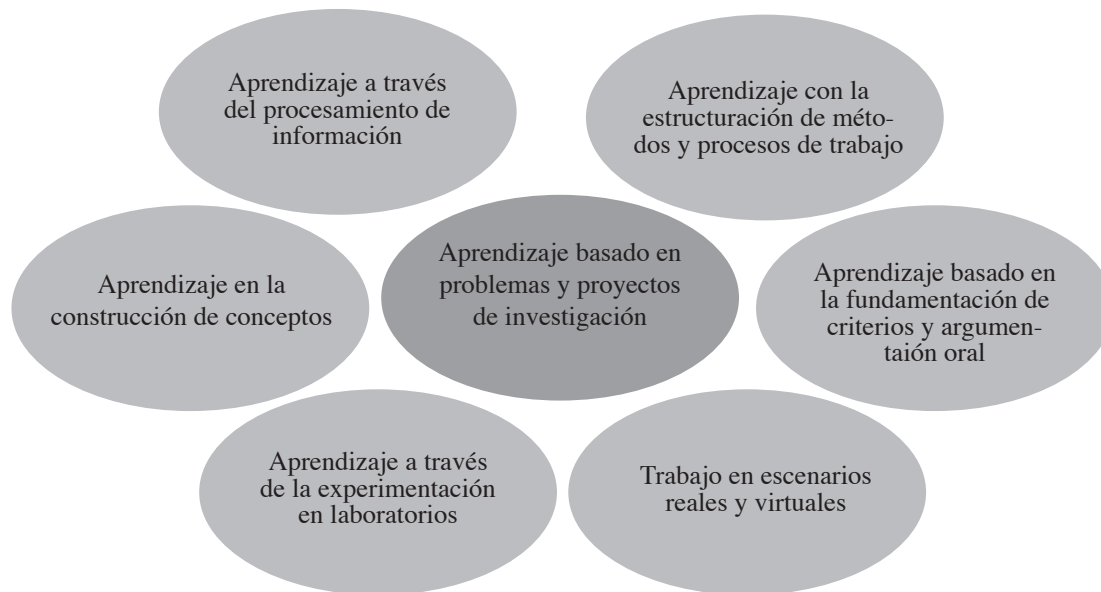 Aprendizaje a través
del procesamiento de
información
Aprendizaje con la
estructuración de méto-
dos y procesos de trabajo
Aprendizaje en la
construcción de conceptos
Aprendizaje basado en
problemas y proyectos
de investigación
Aprendizaje basado en
la fundamentación de
criterios y argumen-
taión oral
Aprendizaje a través
de la experimentación
en laboratorios
Trabajo en escenarios
reales y virtuales